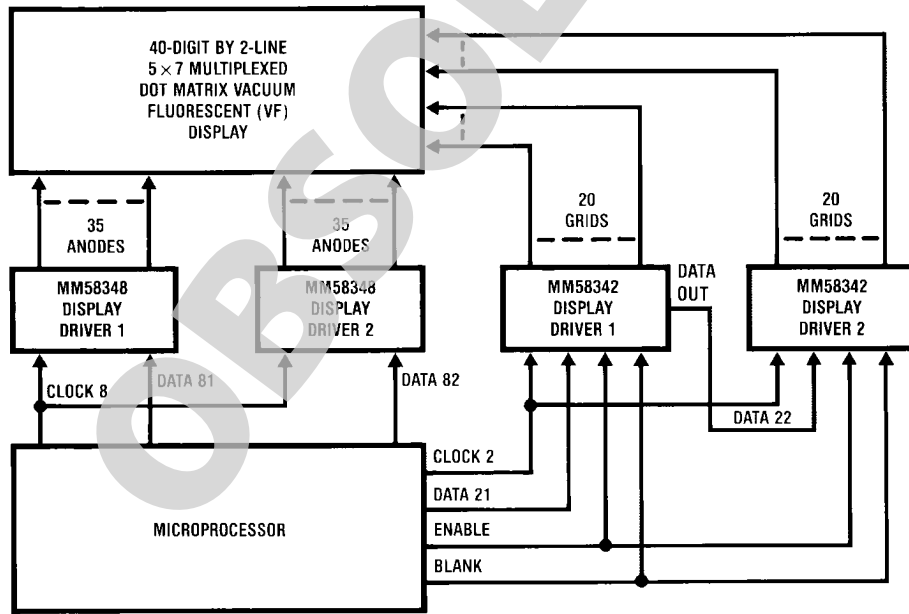 40-DIGIT BY 2-LINE
5 × 7 MULTIPLEXED
DOT MATRIX VACUUM
FLUORESCENT (VF)
DISPLAY
35
ANODES
35
ANODES
20
GRIDS
20
GRIDS
MM58348
DISPLAY
DRIVER 1
MM58348
DISPLAY
DRIVER 2
MM58342
DISPLAY
DRIVER 1
DATA
OUT
MM58342
DISPLAY
DRIVER 2
CLOCK 8
DATA 81
DATA 82
DATA 22
MICROPROCESSOR
CLOCK 2
DATA 21
ENABLE
BLANK